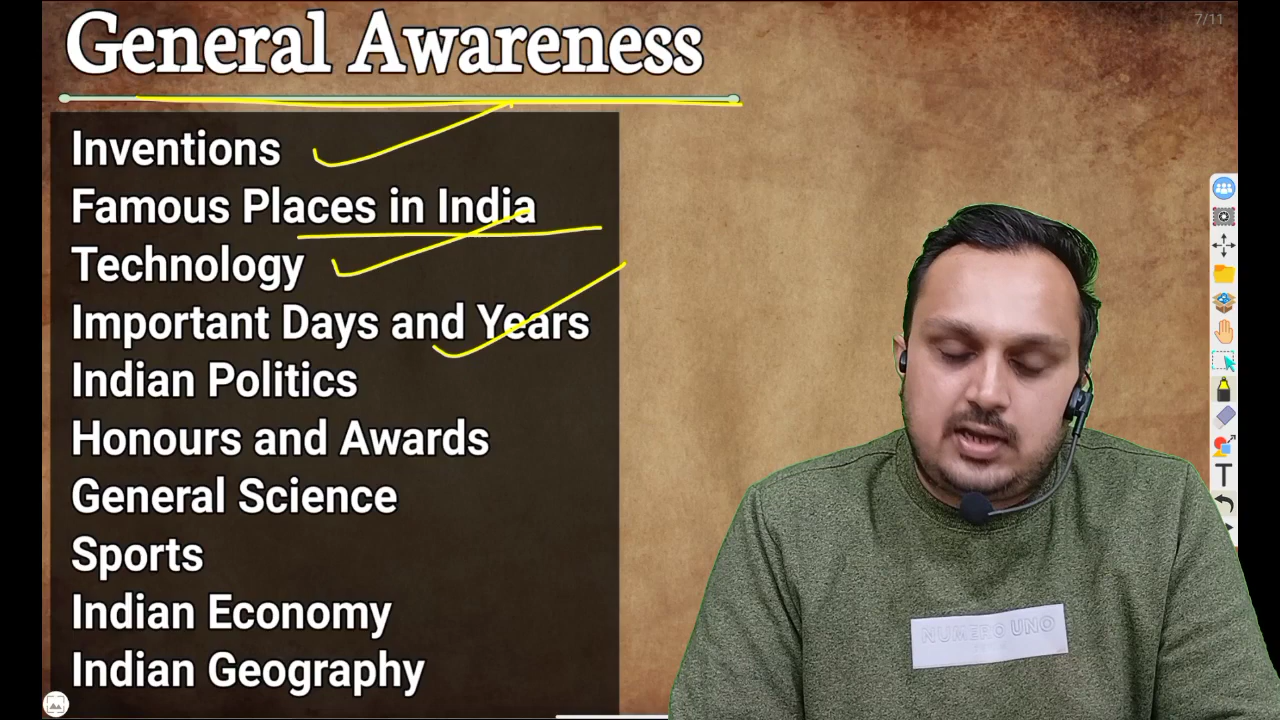 7/11
General Awareness
Inventions
Famous Places in India
Technology
Important Days and Years
Indian Politics
Honours and Awards
General Science
Sports
Indian Economy
Indian Geography
NUMERO UNO
T